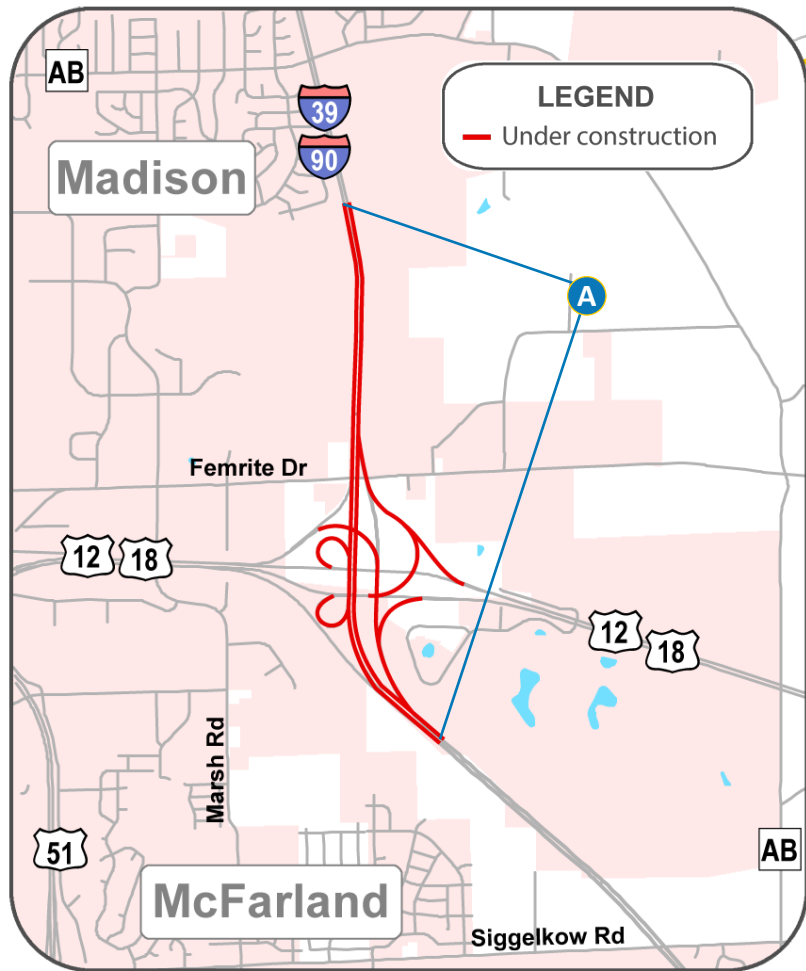 AB
39
90
LEGEND
Under construction
Madison
A
Femrite Dr
12
18
12
18
Marsh Rd
51
AB
McFarland
Siggelkow Rd